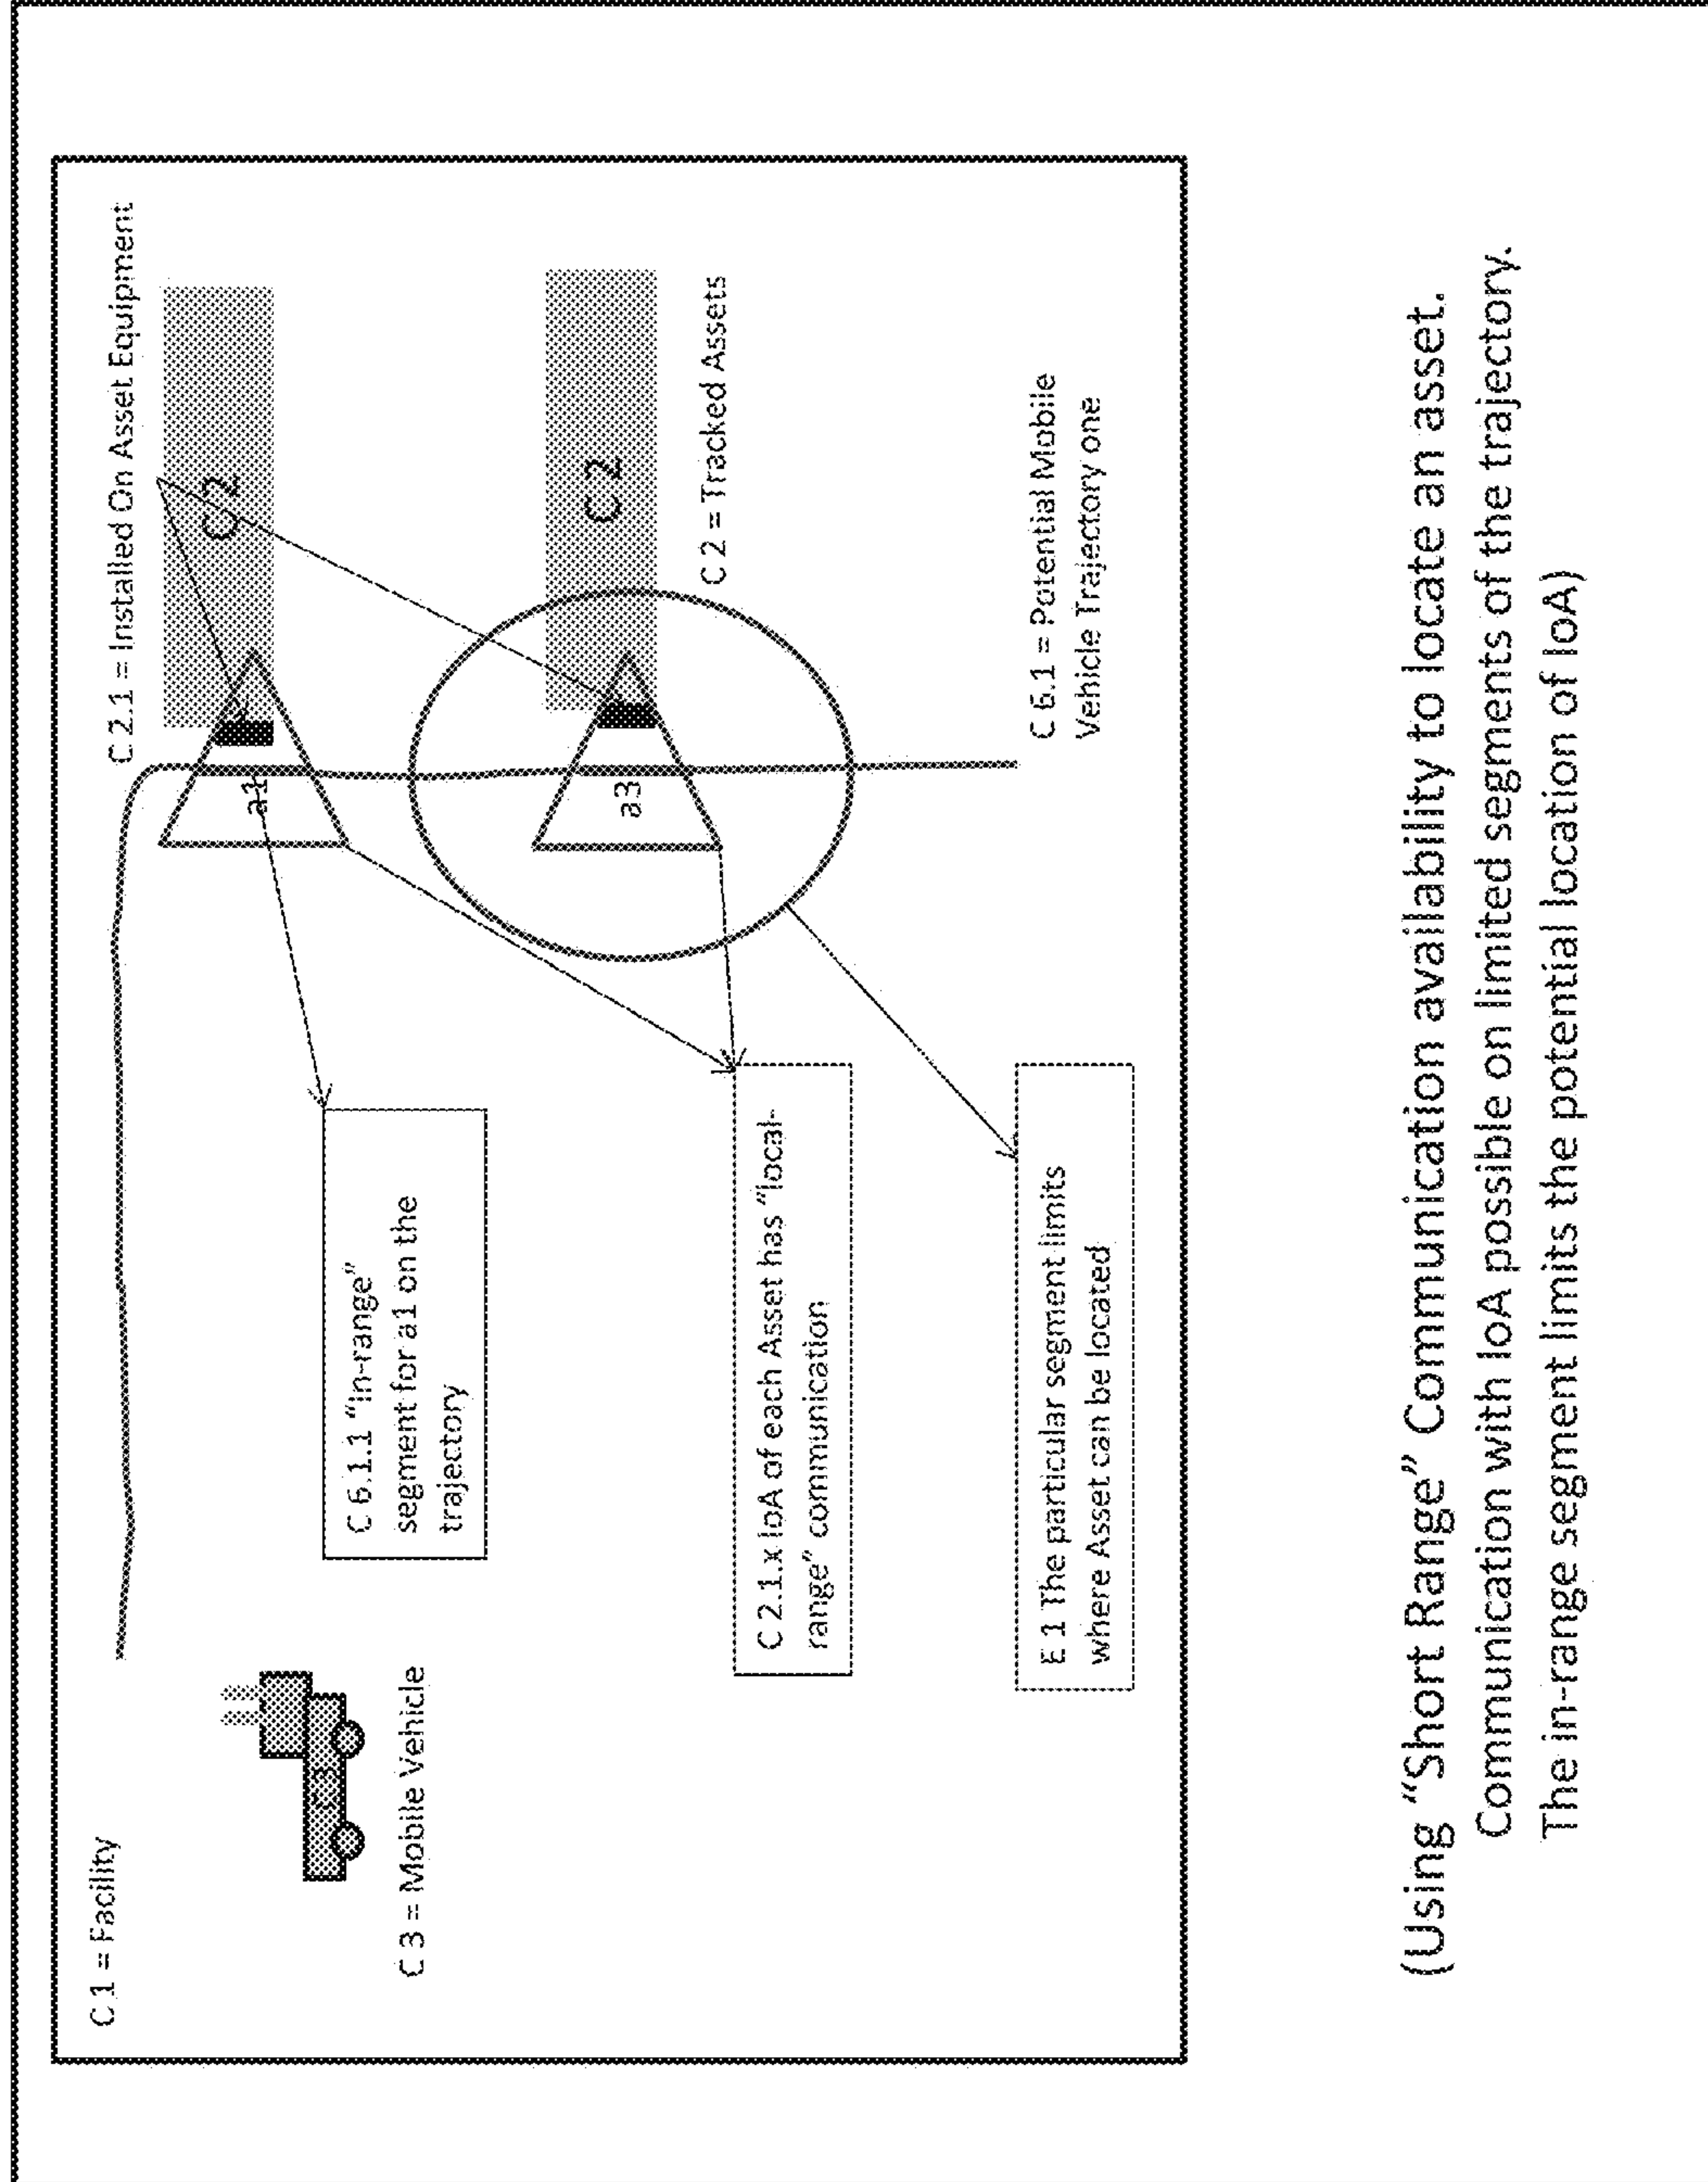 C 1 = Facility
C 2.1 = Installed On Asset Equipment
C 2
a1
C 3 = Mobile Vehicle
C 6.1.1 "In-range"
segment for a1 on the
trajectory
C 2
a3
C 2 = Tracked Assets
C 2.1.x IoA of each Asset has "local-
range" communication
E 1 The particular segment limits
where Asset can be located
C 6.1 = Potential Mobile
Vehicle Trajectory one
(Using "Short Range" Communication availability to locate an asset.
Communication with IoA possible on limited segments of the trajectory.
The in-range segment limits the potential location of IoA)